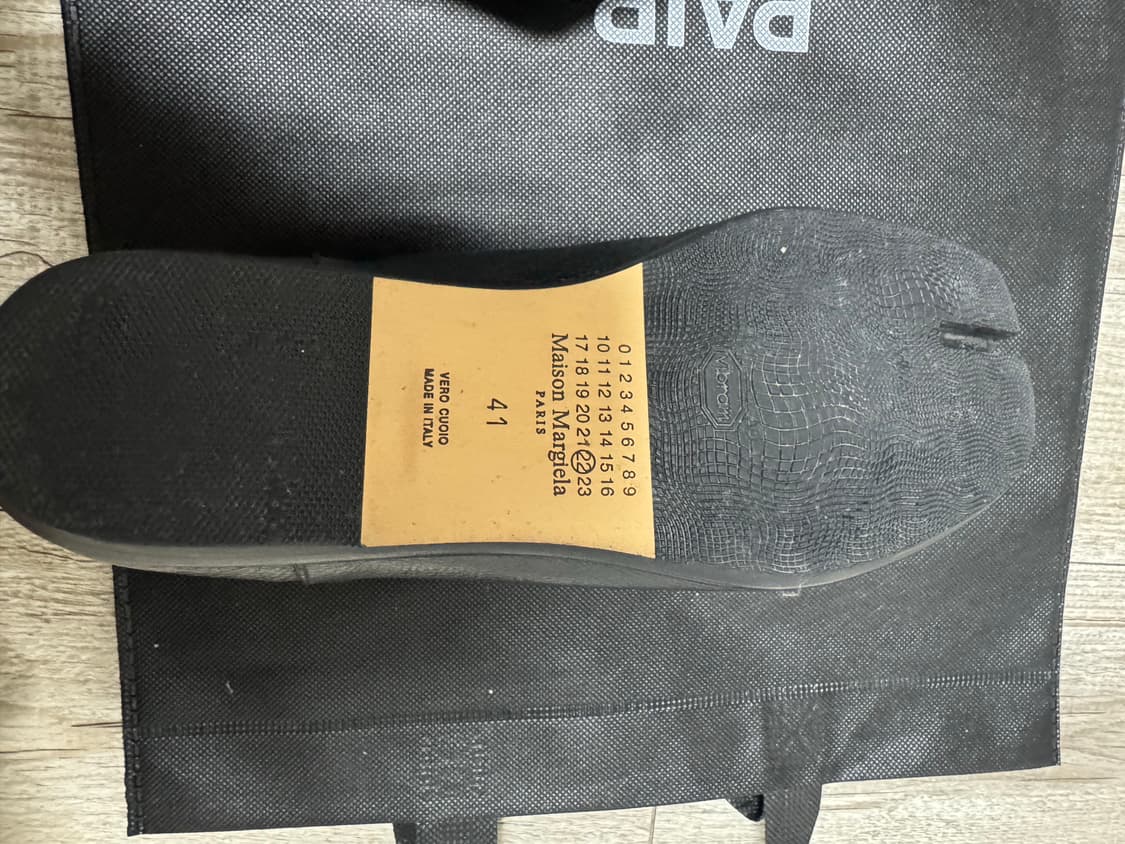 PAIR
0 1 2 3 4 5 6 7 8 9
10 11 12 13 14 15 16
17 18 19 20 21 22 23
Maison Margiela
PARIS
41
VERO CUOIO
MADE IN ITALY
vibram